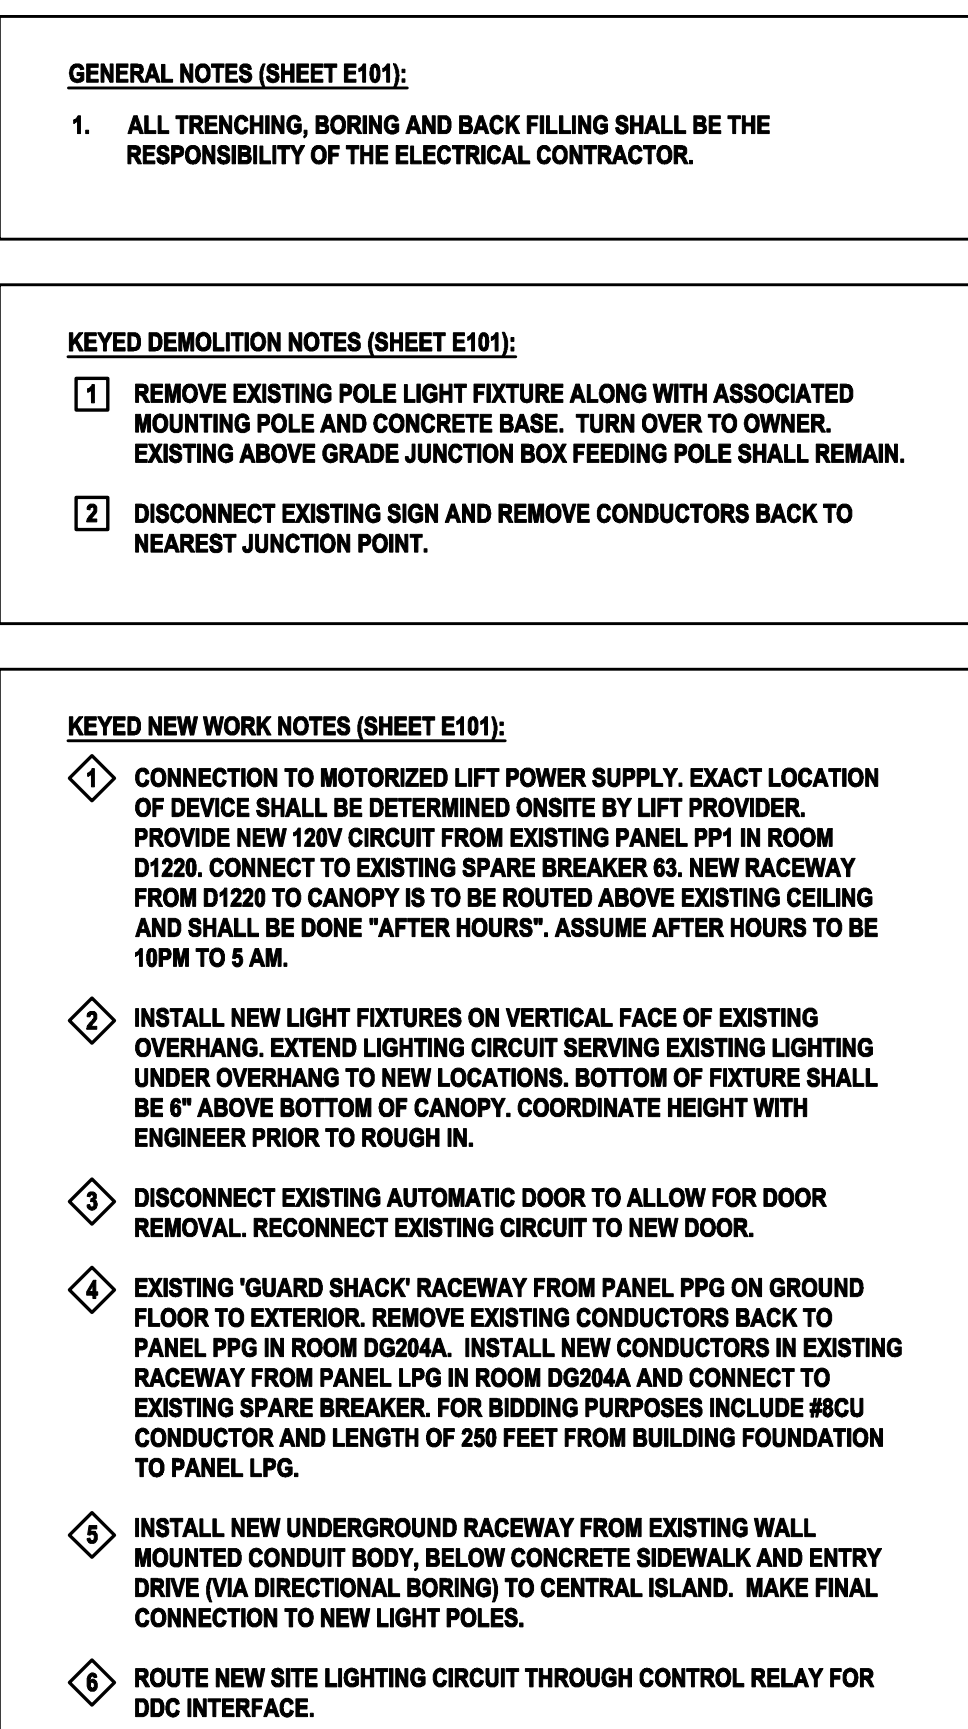 GENERAL NOTES (SHEET E101):
1. ALL TRENCHING, BORING AND BACK FILLING SHALL BE THE
RESPONSIBILITY OF THE ELECTRICAL CONTRACTOR.
KEYED DEMOLITION NOTES (SHEET E101):
1 REMOVE EXISTING POLE LIGHT FIXTURE ALONG WITH ASSOCIATED
MOUNTING POLE AND CONCRETE BASE. TURN OVER TO OWNER.
EXISTING ABOVE GRADE JUNCTION BOX FEEDING POLE SHALL REMAIN.
2 DISCONNECT EXISTING SIGN AND REMOVE CONDUCTORS BACK TO
NEAREST JUNCTION POINT.
KEYED NEW WORK NOTES (SHEET E101):
1 CONNECTION TO MOTORIZED LIFT POWER SUPPLY. EXACT LOCATION
OF DEVICE SHALL BE DETERMINED ONSITE BY LIFT PROVIDER.
PROVIDE NEW 120V CIRCUIT FROM EXISTING PANEL PP1 IN ROOM
D1220. CONNECT TO EXISTING SPARE BREAKER 63. NEW RACEWAY
FROM D1220 TO CANOPY IS TO BE ROUTED ABOVE EXISTING CEILING
AND SHALL BE DONE "AFTER HOURS". ASSUME AFTER HOURS TO BE
10PM TO 5 AM.
2 INSTALL NEW LIGHT FIXTURES ON VERTICAL FACE OF EXISTING
OVERHANG. EXTEND LIGHTING CIRCUIT SERVING EXISTING LIGHTING
UNDER OVERHANG TO NEW LOCATIONS. BOTTOM OF FIXTURE SHALL
BE 6" ABOVE BOTTOM OF CANOPY. COORDINATE HEIGHT WITH
ENGINEER PRIOR TO ROUGH IN.
3 DISCONNECT EXISTING AUTOMATIC DOOR TO ALLOW FOR DOOR
REMOVAL. RECONNECT EXISTING CIRCUIT TO NEW DOOR.
4 EXISTING 'GUARD SHACK' RACEWAY FROM PANEL PPG ON GROUND
FLOOR TO EXTERIOR. REMOVE EXISTING CONDUCTORS BACK TO
PANEL PPG IN ROOM DG204A. INSTALL NEW CONDUCTORS IN EXISTING
RACEWAY FROM PANEL LPG IN ROOM DG204A AND CONNECT TO
EXISTING SPARE BREAKER. FOR BIDDING PURPOSES INCLUDE #8CU
CONDUCTOR AND LENGTH OF 250 FEET FROM BUILDING FOUNDATION
TO PANEL LPG.
5 INSTALL NEW UNDERGROUND RACEWAY FROM EXISTING WALL
MOUNTED CONDUIT BODY, BELOW CONCRETE SIDEWALK AND ENTRY
DRIVE (VIA DIRECTIONAL BORING) TO CENTRAL ISLAND. MAKE FINAL
CONNECTION TO NEW LIGHT POLES.
6 ROUTE NEW SITE LIGHTING CIRCUIT THROUGH CONTROL RELAY FOR
DDC INTERFACE.